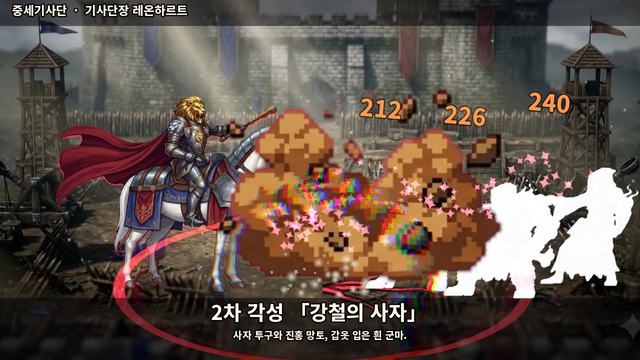 중세기사단 · 기사단장 레온하르트
212
226
240
2차 각성 「강철의 사자」
사자 투구와 진홍 망토, 갑옷 입은 흰 군마.